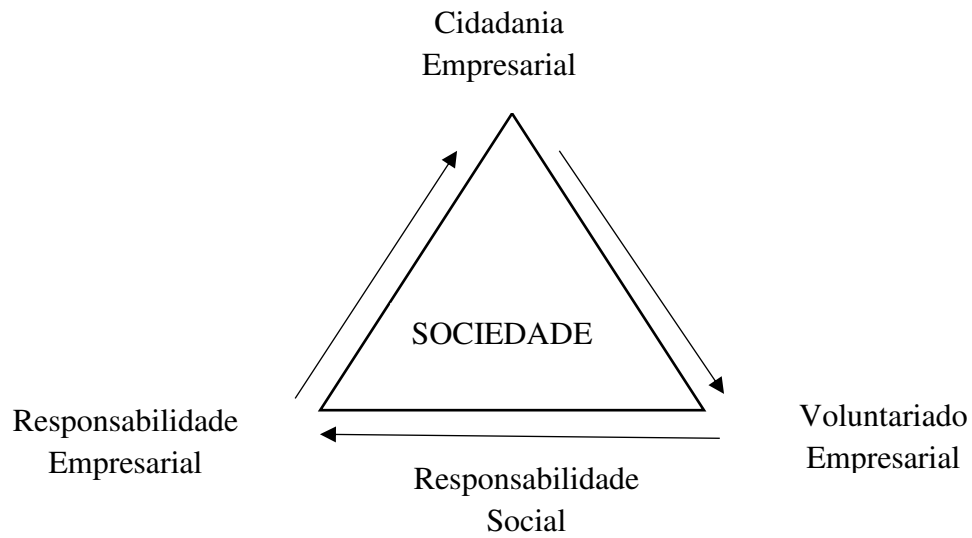 Cidadania
Empresarial
SOCIEDADE
Responsabilidade
Empresarial
Voluntariado
Empresarial
Responsabilidade
Social